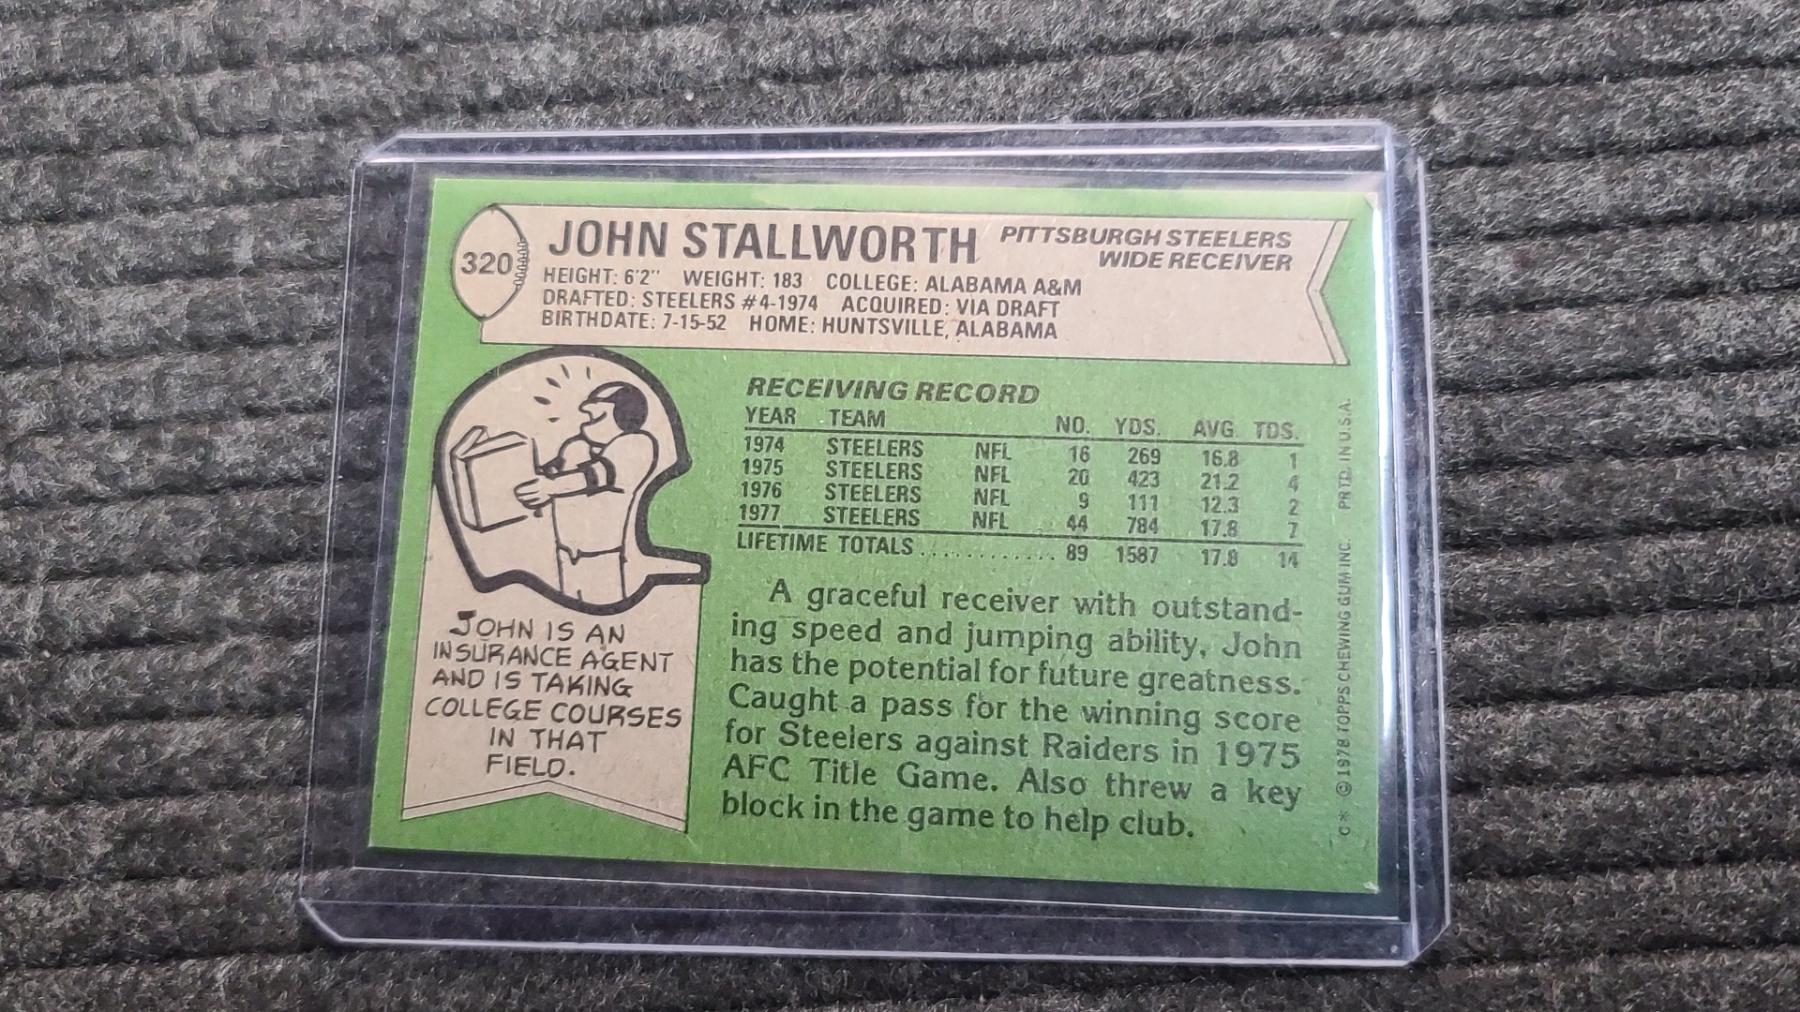 320
JOHN STALLWORTH
PITTSBURGH STEELERS
WIDE RECEIVER
HEIGHT: 6'2" WEIGHT: 183 COLLEGE: ALABAMA A&M
DRAFTED: STEELERS #4-1974 ACQUIRED: VIA DRAFT
BIRTHDATE: 7-15-52 HOME: HUNTSVILLE, ALABAMA
JOHN IS AN
INSURANCE AGENT
AND IS TAKING
COLLEGE COURSES
IN THAT
FIELD.
RECEIVING RECORD
YEAR TEAM NO. YDS. AVG. TDS.
1974 STEELERS NFL 16 269 16.8 1
1975 STEELERS NFL 20 423 21.2 4
1976 STEELERS NFL 9 111 12.3 2
1977 STEELERS NFL 44 784 17.8 7
LIFETIME TOTALS ............ 89 1587 17.8 14
A graceful receiver with outstand-
ing speed and jumping ability, John
has the potential for future greatness.
Caught a pass for the winning score
for Steelers against Raiders in 1975
AFC Title Game. Also threw a key
block in the game to help club.
C* © 1978 TOPPS CHEWING GUM INC. PRTD. IN U.S.A.